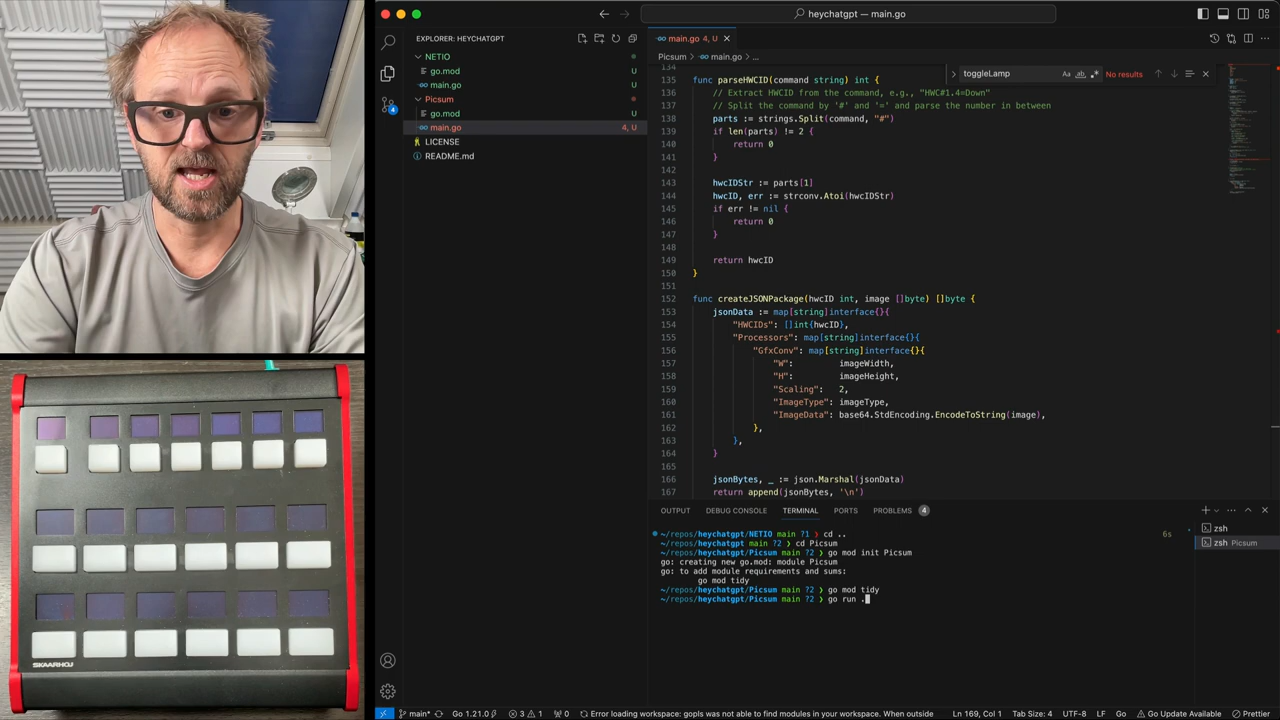 SKAARHOJ
heychatgpt — main.go
EXPLORER: HEYCHATGPT
NETIO
go.mod U
main.go U
Picsum
go.mod U
main.go 4, U
LICENSE
README.md U
4
main.go 4, U
Picsum > main.go > ...
toggleLamp
Aa ab .*
No results
134
135 func parseHWCID(command string) int {
136 // Extract HWCID from the command, e.g., "HWC#1.4=Down"
137 // Split the command by '#' and '=' and parse the number in between
138 parts := strings.Split(command, "#")
139 if len(parts) != 2 {
140 return 0
141 }
142
143 hwcIDStr := parts[1]
144 hwcID, err := strconv.Atoi(hwcIDStr)
145 if err != nil {
146 return 0
147 }
148
149 return hwcID
150 }
151
152 func createJSONPackage(hwcID int, image []byte) []byte {
153 jsonData := map[string]interface{}{
154 "HWCIDs": []int{hwcID},
155 "Processors": map[string]interface{}{
156 "GfxConv": map[string]interface{}{
157 "W": imageWidth,
158 "H": imageHeight,
159 "Scaling": 2,
160 "ImageType": imageType,
161 "ImageData": base64.StdEncoding.EncodeToString(image),
162 },
163 },
164 }
165
166 jsonBytes, _ := json.Marshal(jsonData)
167 return append(jsonBytes, '\n')
OUTPUT DEBUG CONSOLE TERMINAL PORTS PROBLEMS 4
~/repos/heychatgpt/NETIO main ?1 ❯ cd .. 6s
~/repos/heychatgpt main ?2 ❯ cd Picsum
~/repos/heychatgpt/Picsum main ?2 ❯ go mod init Picsum
go: creating new go.mod: module Picsum
go: to add module requirements and sums:
go mod tidy
~/repos/heychatgpt/Picsum main ?2 ❯ go mod tidy
~/repos/heychatgpt/Picsum main ?2 ❯ go run .
zsh
zsh Picsum
main* Go 1.21.0 3 1 0 Error loading workspace: gopls was not able to find modules in your workspace. When outside Ln 169, Col 1 Tab Size: 4 UTF-8 LF Go Go Update Available Prettier